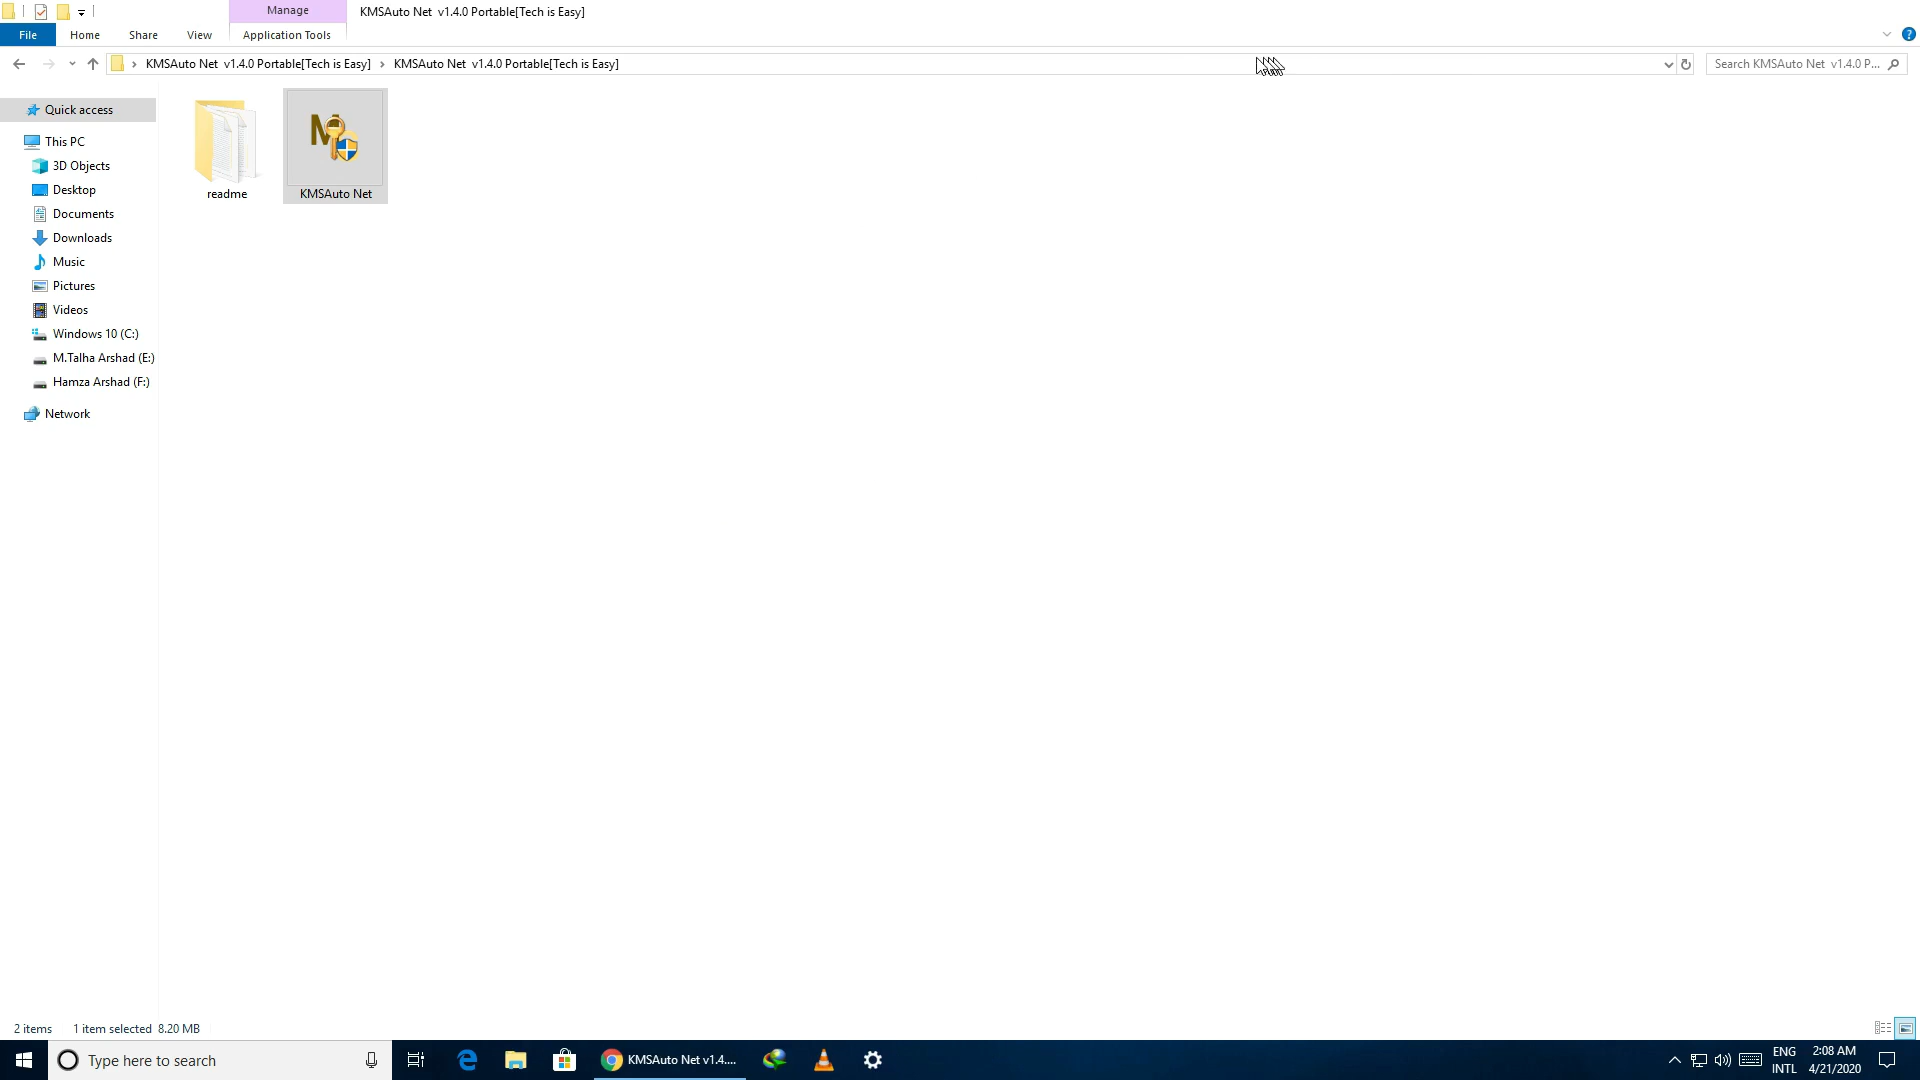 Manage
KMSAuto Net  v1.4.0 Portable[Tech is Easy]
File
Home
Share
View
Application Tools
KMSAuto Net  v1.4.0 Portable[Tech is Easy]
KMSAuto Net  v1.4.0 Portable[Tech is Easy]
Search KMSAuto Net  v1.4.0 P...
Quick access
This PC
3D Objects
Desktop
Documents
Downloads
Music
Pictures
Videos
Windows 10 (C:)
M.Talha Arshad (E:)
Hamza Arshad (F:)
Network
readme
KMSAuto Net
2 items
1 item selected  8.20 MB
Type here to search
KMSAuto Net v1.4....
ENG
INTL
2:08 AM
4/21/2020